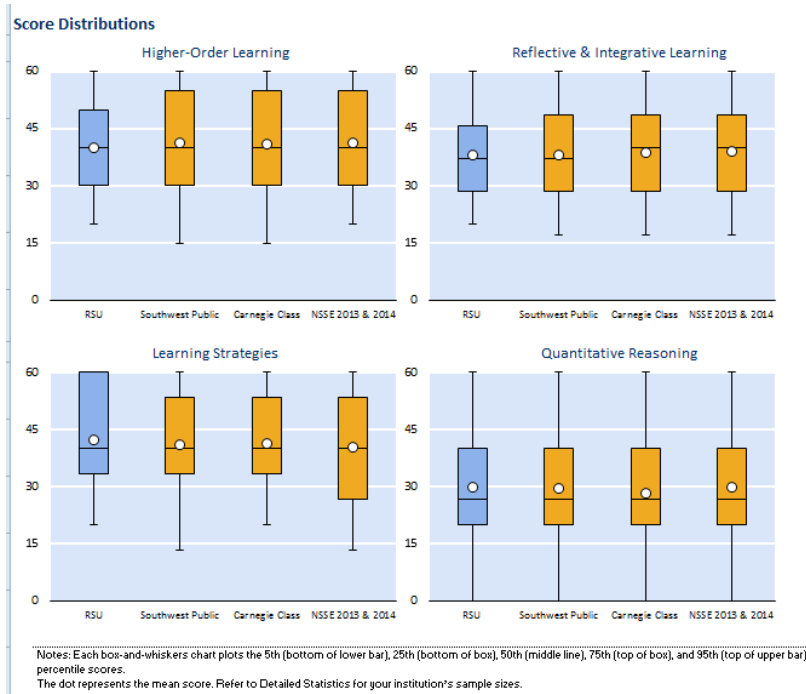 Score Distributions
Higher-Order Learning
Reflective & Integrative Learning
60
45
30
15
0
RSU
Southwest Public
Carnegie Class
NSSE 2013 & 2014
60
45
30
15
0
RSU
Southwest Public
Carnegie Class
NSSE 2013 & 2014
Learning Strategies
Quantitative Reasoning
60
45
30
15
0
RSU
Southwest Public
Carnegie Class
NSSE 2013 & 2014
60
45
30
15
0
RSU
Southwest Public
Carnegie Class
NSSE 2013 & 2014
Notes: Each box-and-whiskers chart plots the 5th (bottom of lower bar), 25th (bottom of box), 50th (middle line), 75th (top of box), and 95th (top of upper bar)
percentile scores.
The dot represents the mean score. Refer to Detailed Statistics for your institution's sample sizes.